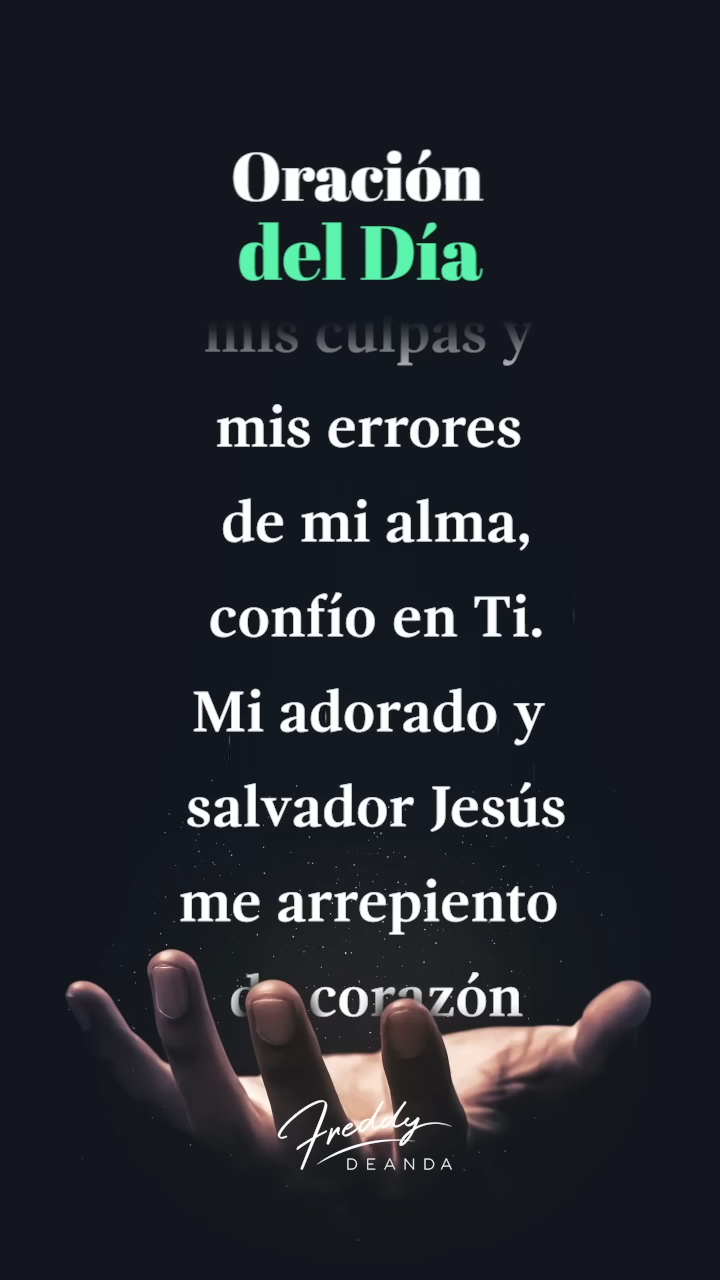 Oración
del Día
mis culpas y
mis errores
de mi alma,
confío en Ti.
Mi adorado y
salvador Jesús
me arrepiento
de corazón
Freddy
DEANDA